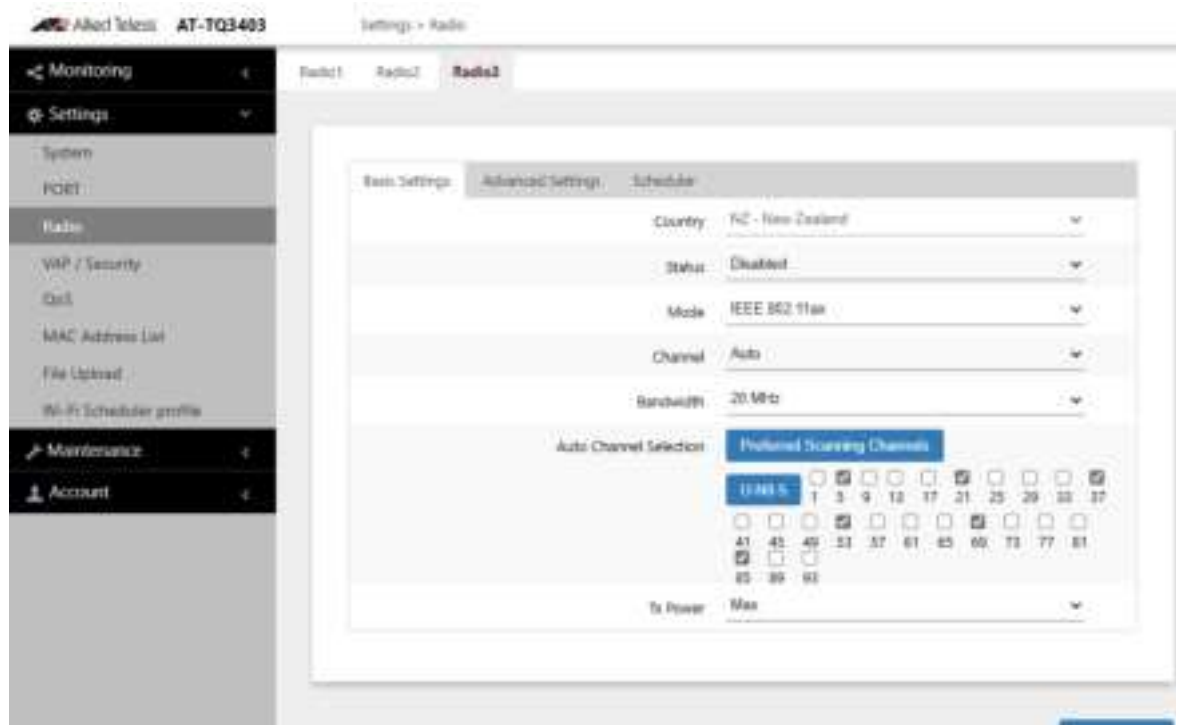 Allied Telesis AT-TQ3403 Settings > Radio
Monitoring
Radio1 Radio2 Radio3
Settings
System
Basic Settings Advanced Settings Scheduler
PORT
Country NZ - New Zealand
Radio
VAP / Security
Status Disabled
QoS
Mode IEEE 802.11ax
MAC Address List
Channel Auto
File Upload
Bandwidth 20 MHz
Wi-Fi Scheduler profile
Maintenance
Auto Channel Selection Preferred Scanning Channels
Account
U-NII-5 1 5 9 13 17 21 25 29 33 37
41 45 49 53 57 61 65 69 73 77 81
85 89 93
Tx Power Max